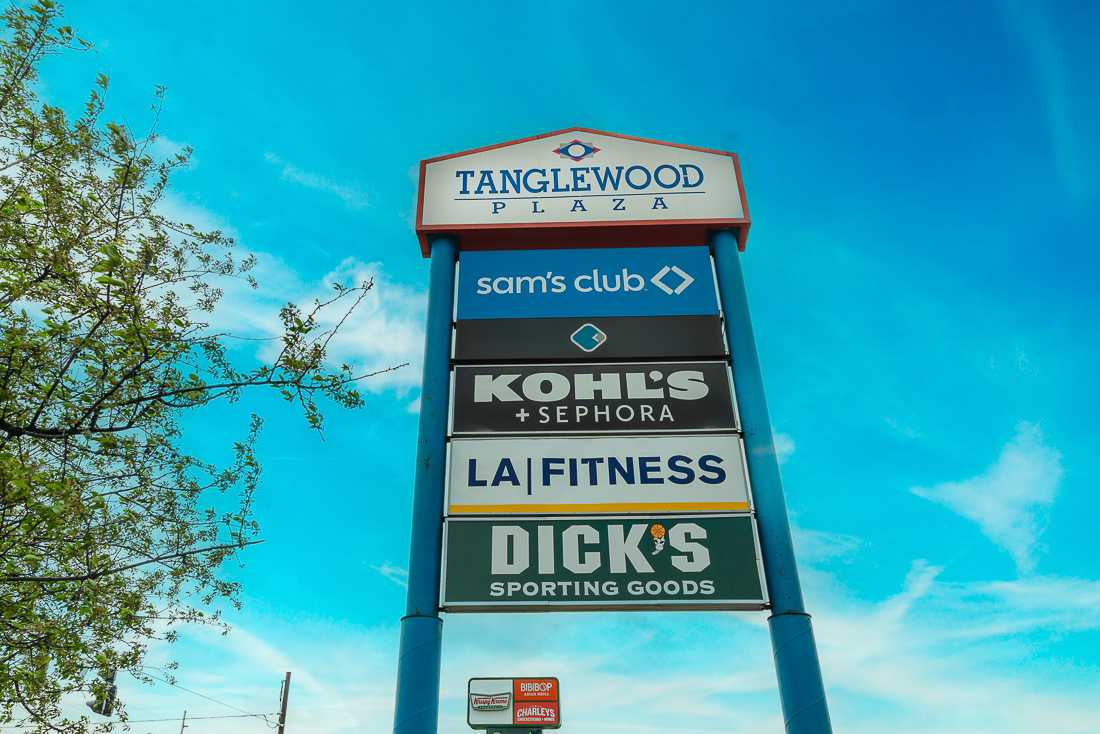 TANGLEWOOD
PLAZA
sam's club
KOHL'S
+ SEPHORA
LA|FITNESS
DICK'S
SPORTING GOODS
Krispy Kreme
BIBIBOP
ASIAN GRILL
CHARLEYS
CHEESESTEAKS + WINGS